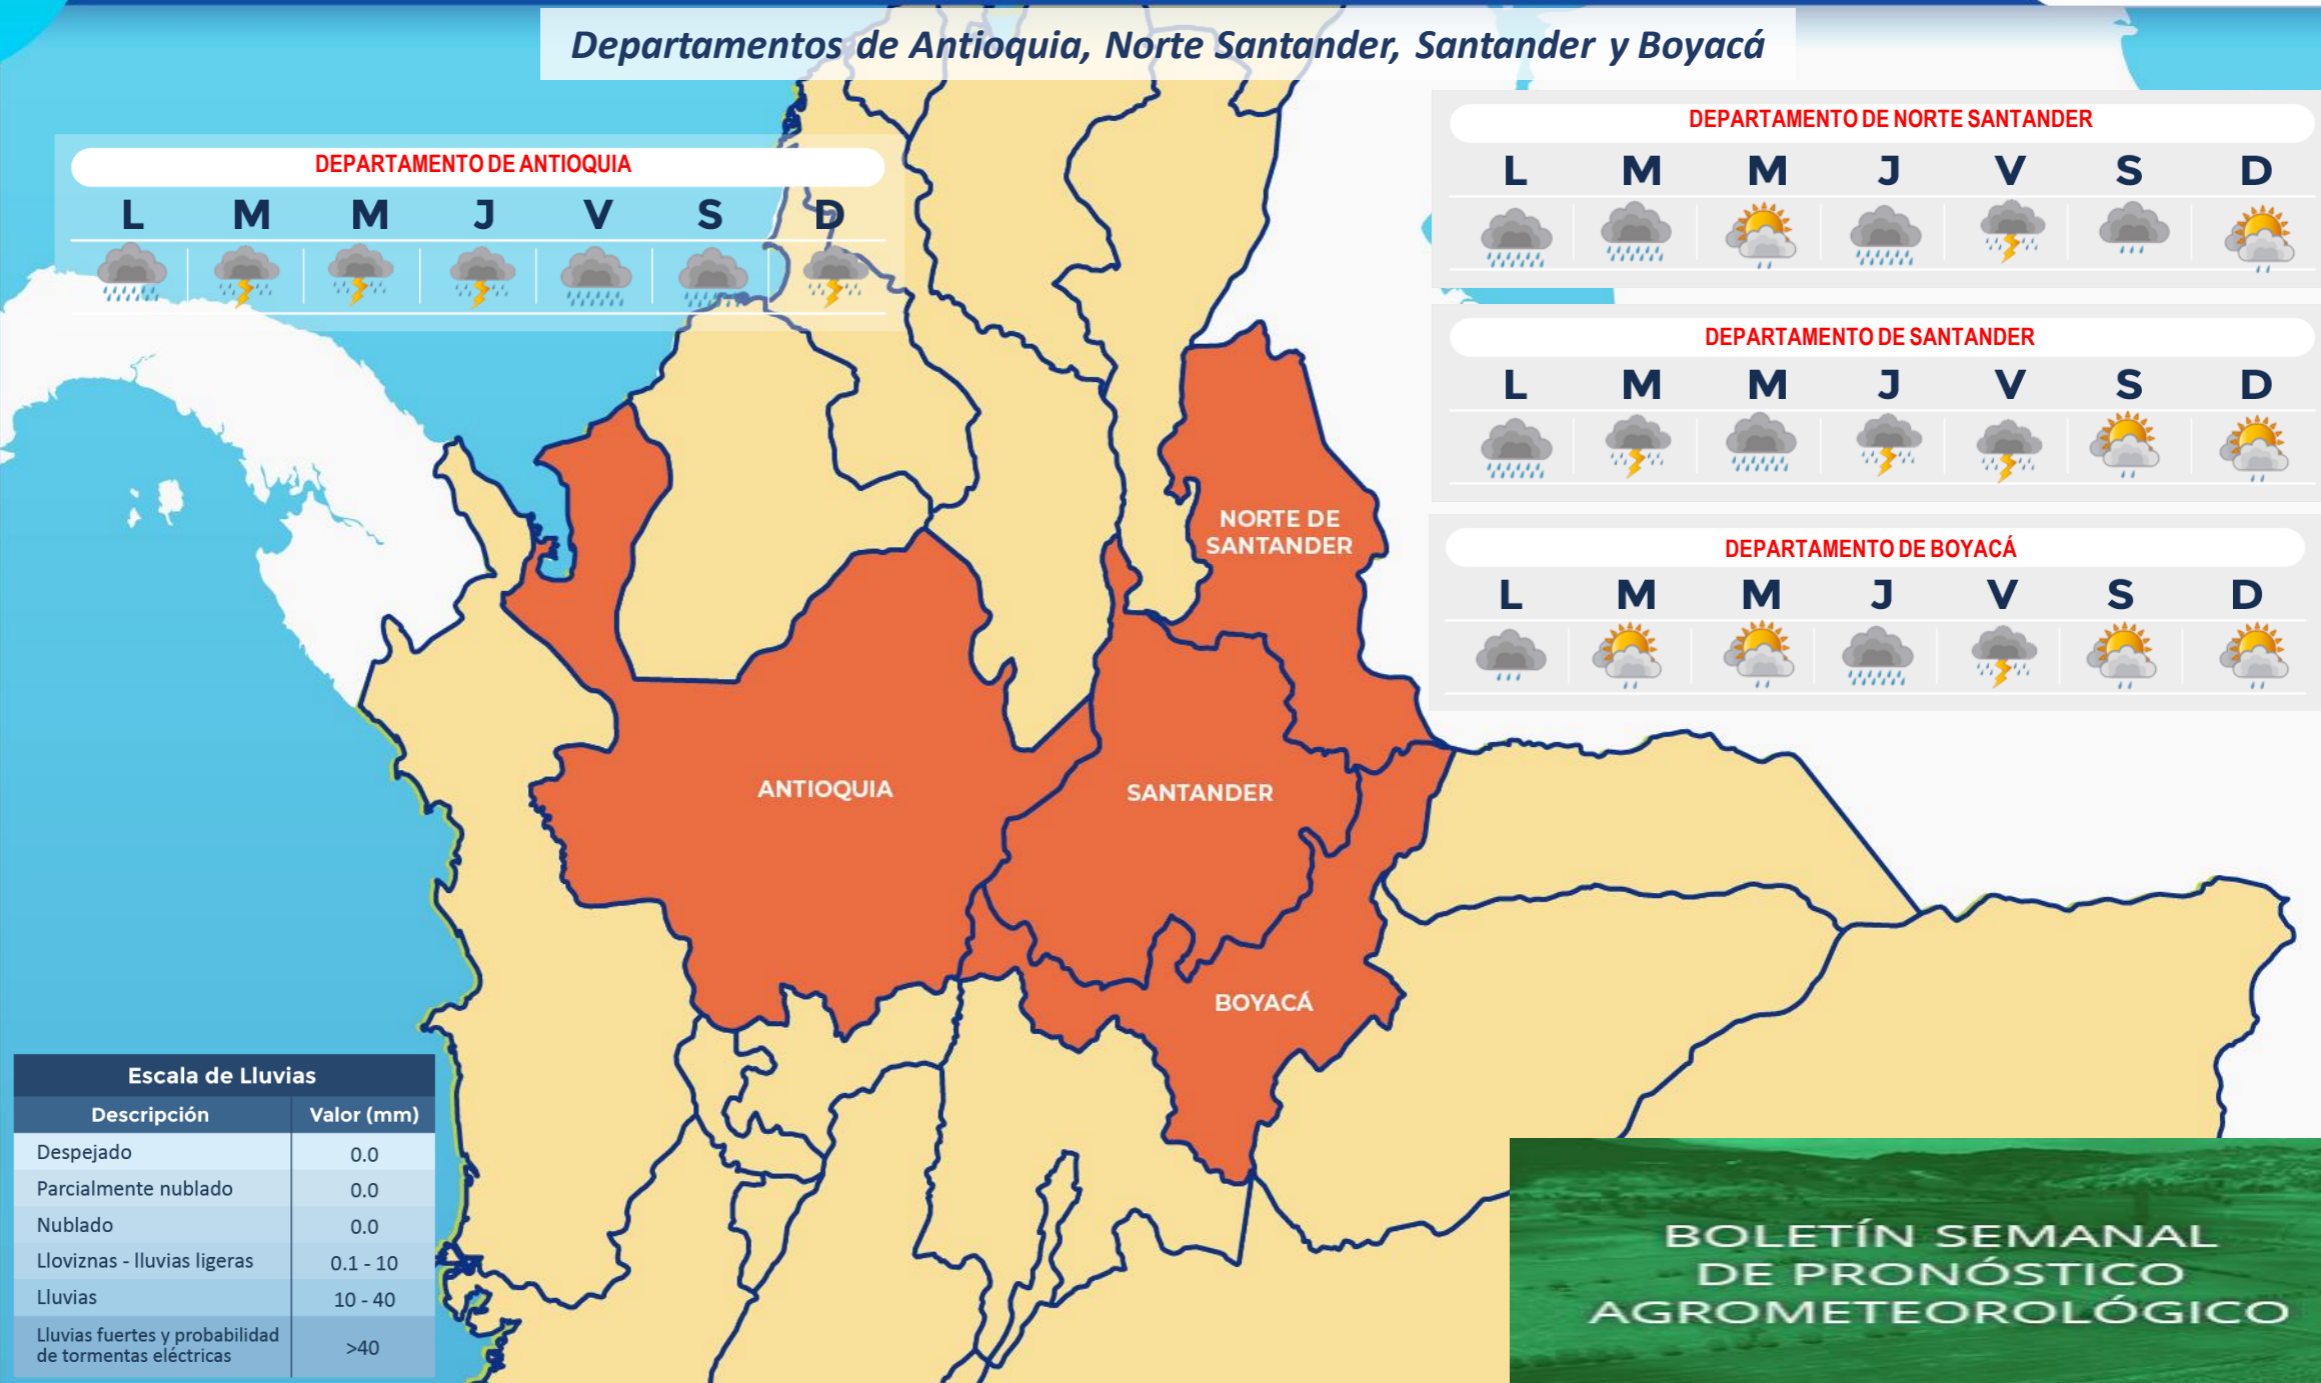 Departamentos de Antioquia, Norte Santander, Santander y Boyacá
DEPARTAMENTO DE ANTIOQUIA
L M M J V S D
DEPARTAMENTO DE NORTE SANTANDER
L M M J V S D
DEPARTAMENTO DE SANTANDER
L M M J V S D
DEPARTAMENTO DE BOYACÁ
L M M J V S D
NORTE DE
SANTANDER
ANTIOQUIA
SANTANDER
BOYACÁ
Escala de Lluvias
Descripción Valor (mm)
Despejado 0.0
Parcialmente nublado 0.0
Nublado 0.0
Lloviznas - lluvias ligeras 0.1 - 10
Lluvias 10 - 40
Lluvias fuertes y probabilidad
de tormentas eléctricas >40
BOLETÍN SEMANAL
DE PRONÓSTICO
AGROMETEOROLÓGICO